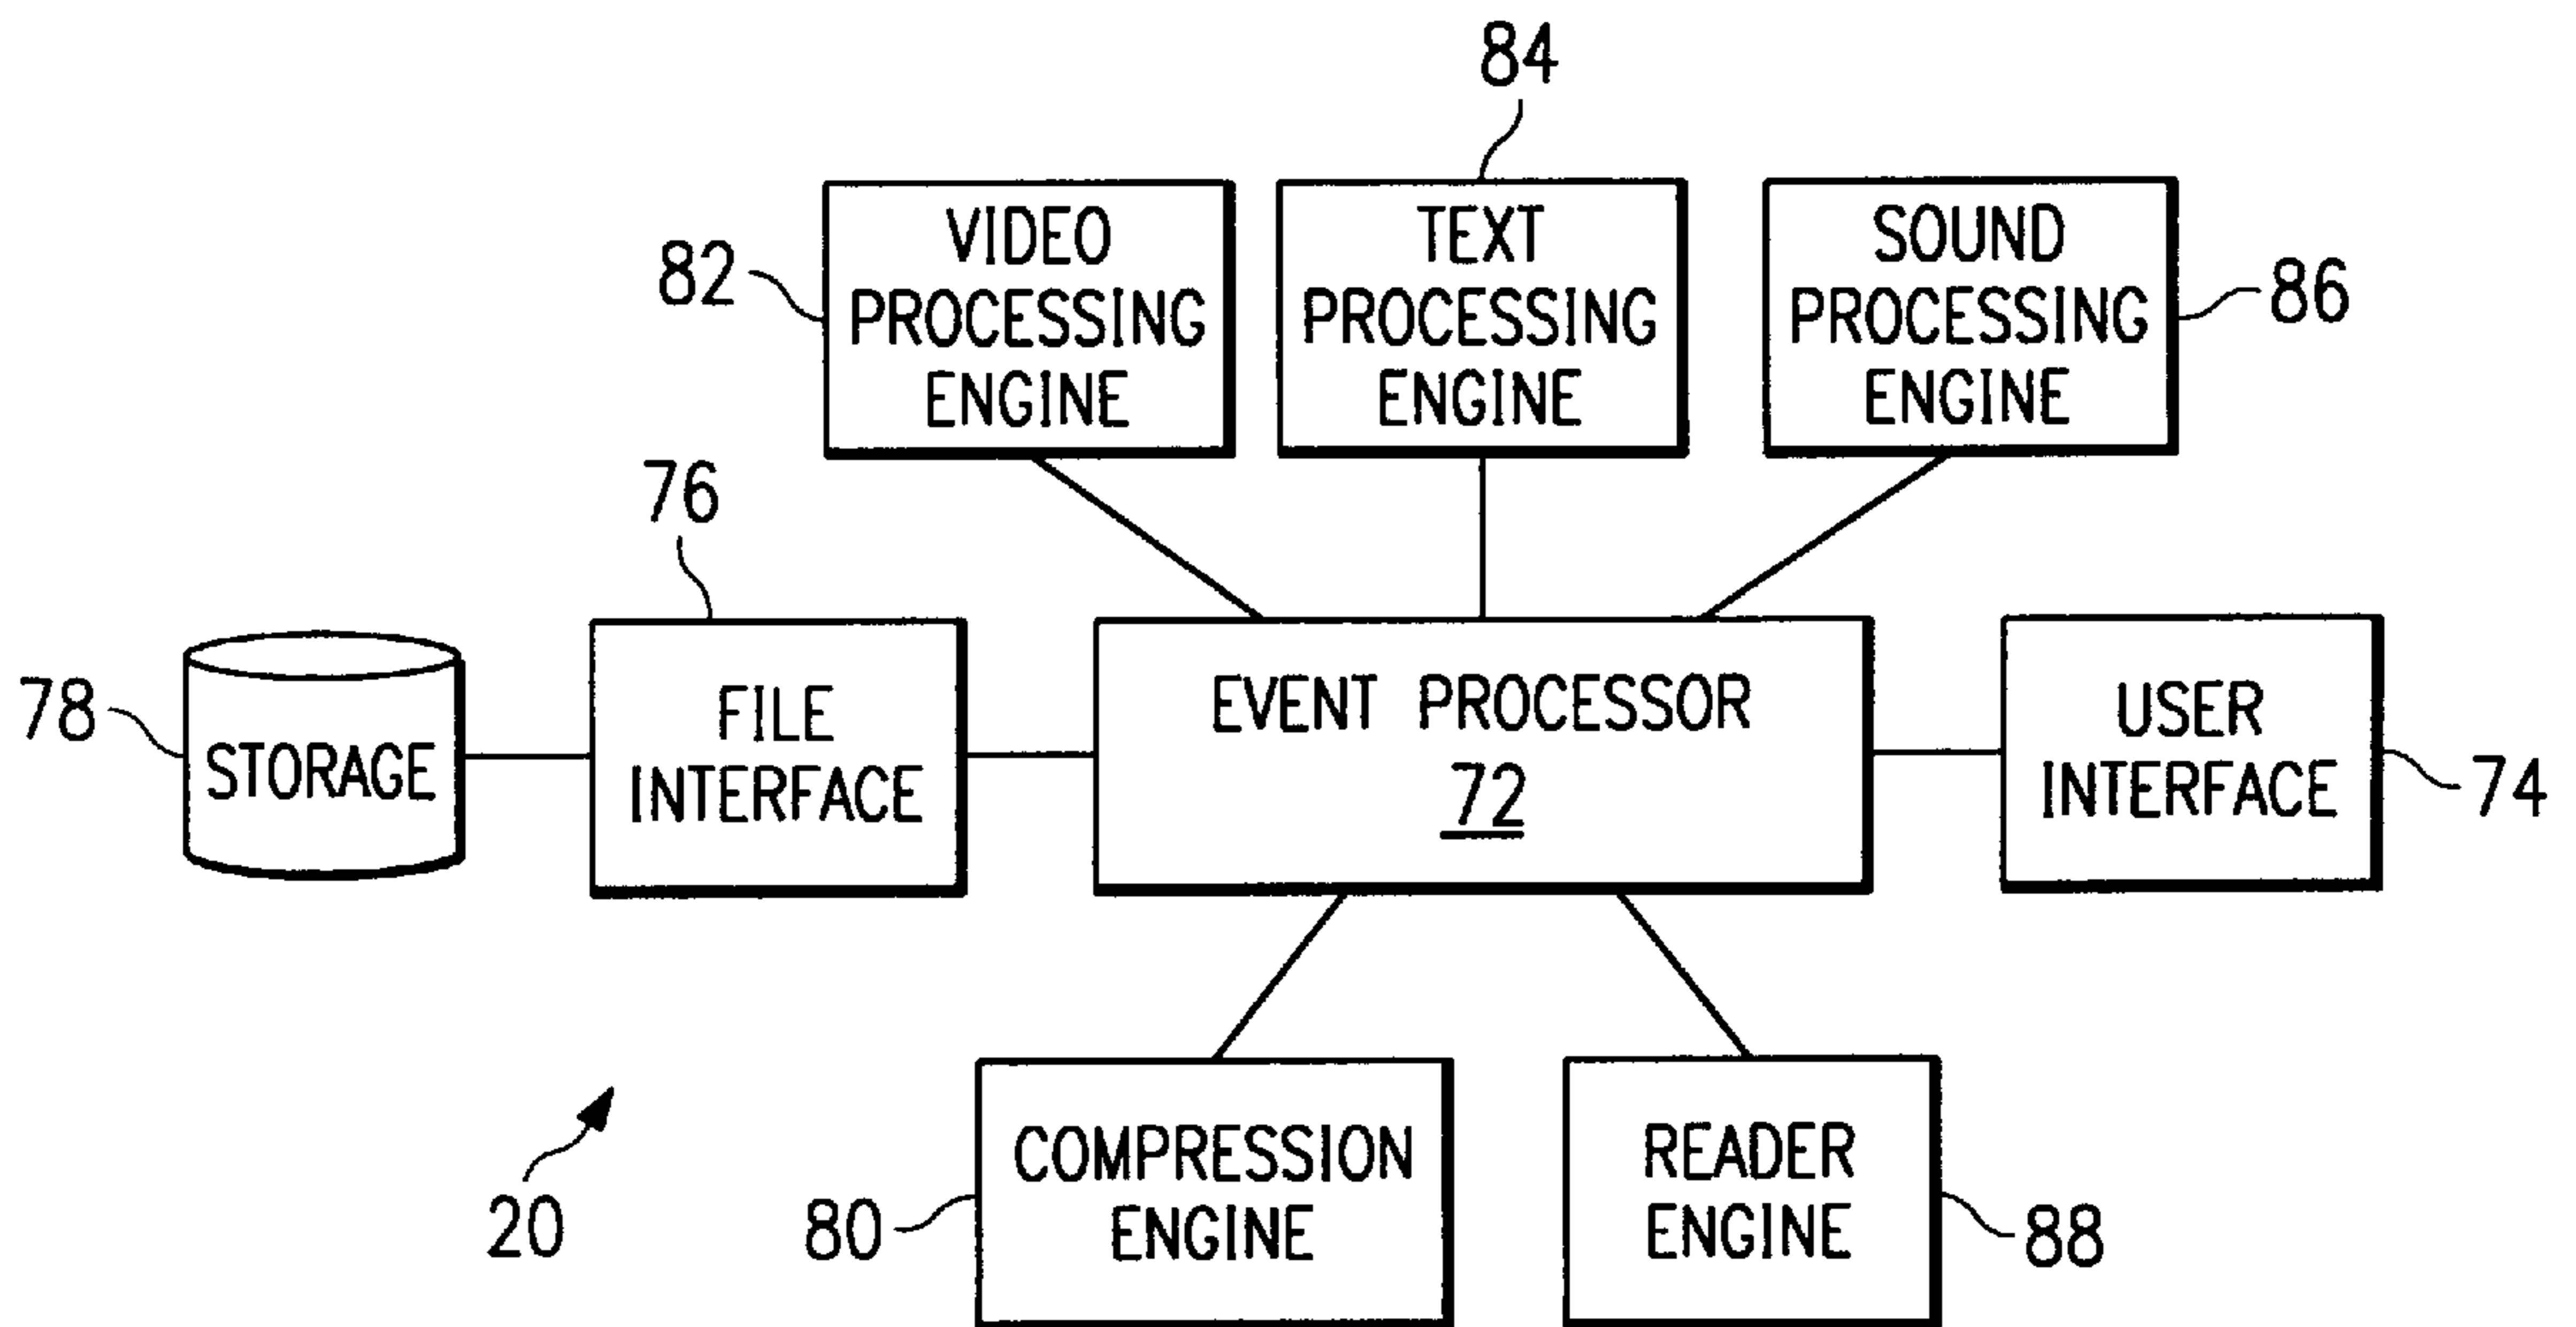 84
VIDEO
PROCESSING
ENGINE
82
TEXT
PROCESSING
ENGINE
SOUND
PROCESSING
ENGINE
86
76
78
STORAGE
FILE
INTERFACE
EVENT PROCESSOR
72
USER
INTERFACE
74
20
80
COMPRESSION
ENGINE
READER
ENGINE
88